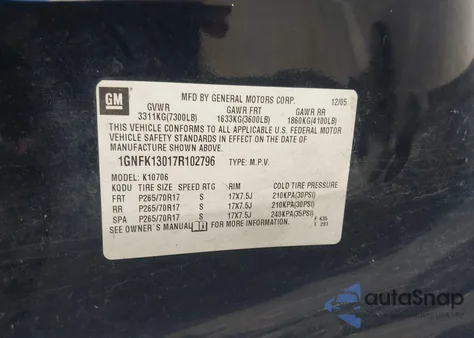 GM
MFD BY GENERAL MOTORS CORP. 12/05
GVWR GAWR FRT GAWR RR
3311KG(7300LB) 1633KG(3600LB) 1860KG(4100LB)
THIS VEHICLE CONFORMS TO ALL APPLICABLE U.S. FEDERAL MOTOR
VEHICLE SAFETY STANDARDS IN EFFECT ON THE DATE OF
MANUFACTURE SHOWN ABOVE.
1GNFK13017R102796 TYPE: M.P.V.
MODEL: K10706
KQDU TIRE SIZE SPEED RTG RIM COLD TIRE PRESSURE
FRT P265/70R17 S 17X7.5J 210KPA(30PSI)
RR P265/70R17 S 17X7.5J 210KPA(30PSI)
SPA P265/70R17 S 17X7.5J 240KPA(35PSI)
SEE OWNER'S MANUAL FOR MORE INFORMATION.
autoSnap